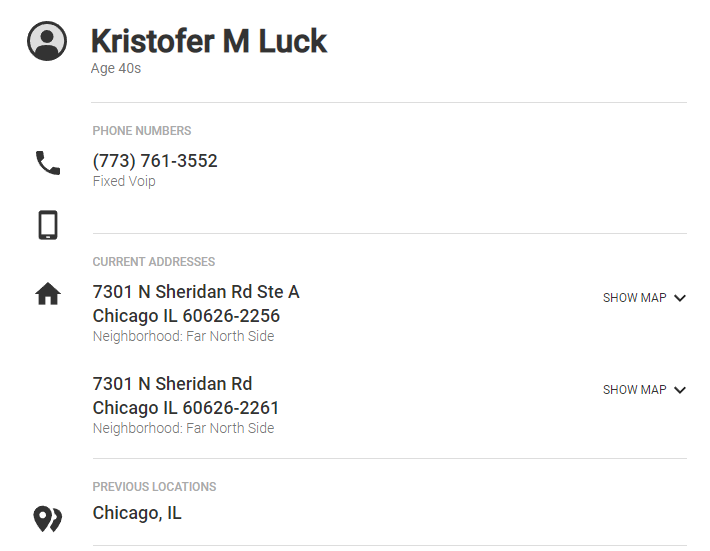 Kristofer M Luck
Age 40s
PHONE NUMBERS
(773) 761-3552
Fixed Voip
CURRENT ADDRESSES
7301 N Sheridan Rd Ste A
SHOW MAP
Chicago IL 60626-2256
Neighborhood: Far North Side
7301 N Sheridan Rd
SHOW MAP
Chicago IL 60626-2261
Neighborhood: Far North Side
PREVIOUS LOCATIONS
Chicago, IL